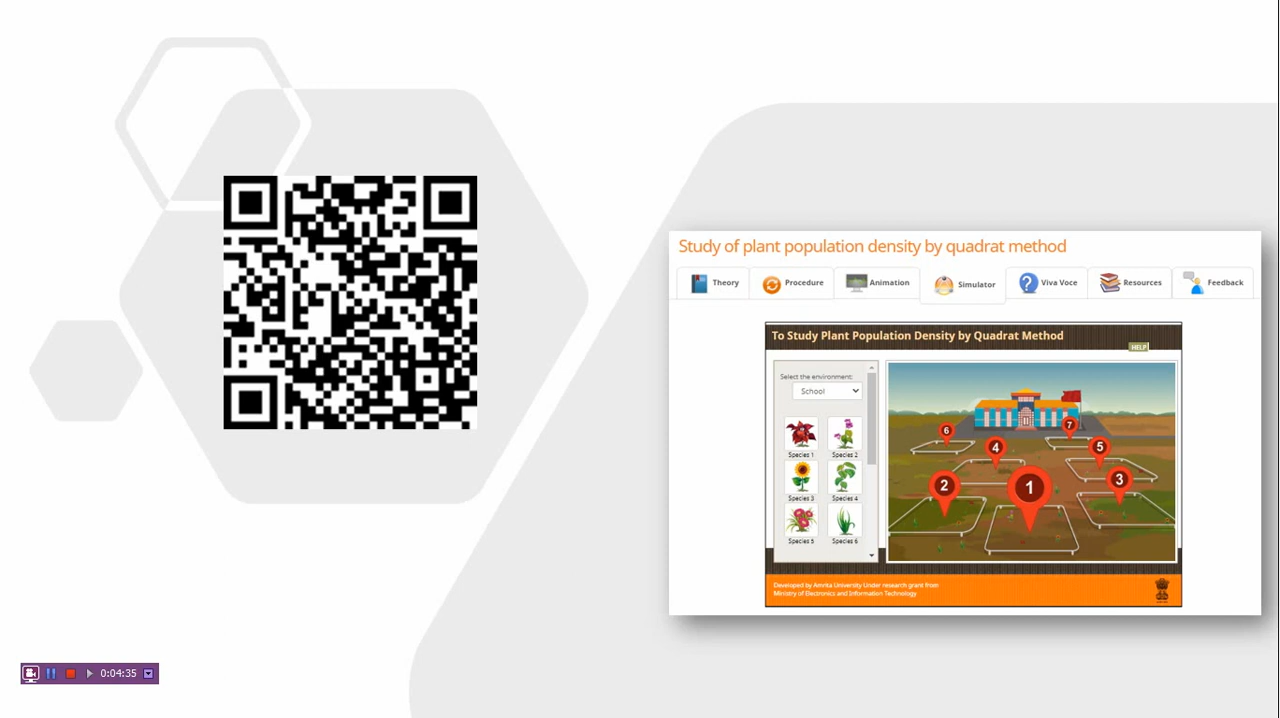 Study of plant population density by quadrat method
Theory
Procedure
Animation
Simulator
Viva Voce
Resources
Feedback
To Study Plant Population Density by Quadrat Method
HELP
Select the environment:
School
Species 1
Species 2
Species 3
Species 4
Species 5
Species 6
6
7
4
5
2
1
3
Developed by Amrita University Under research grant from
Ministry of Electronics and Information Technology
0:04:35